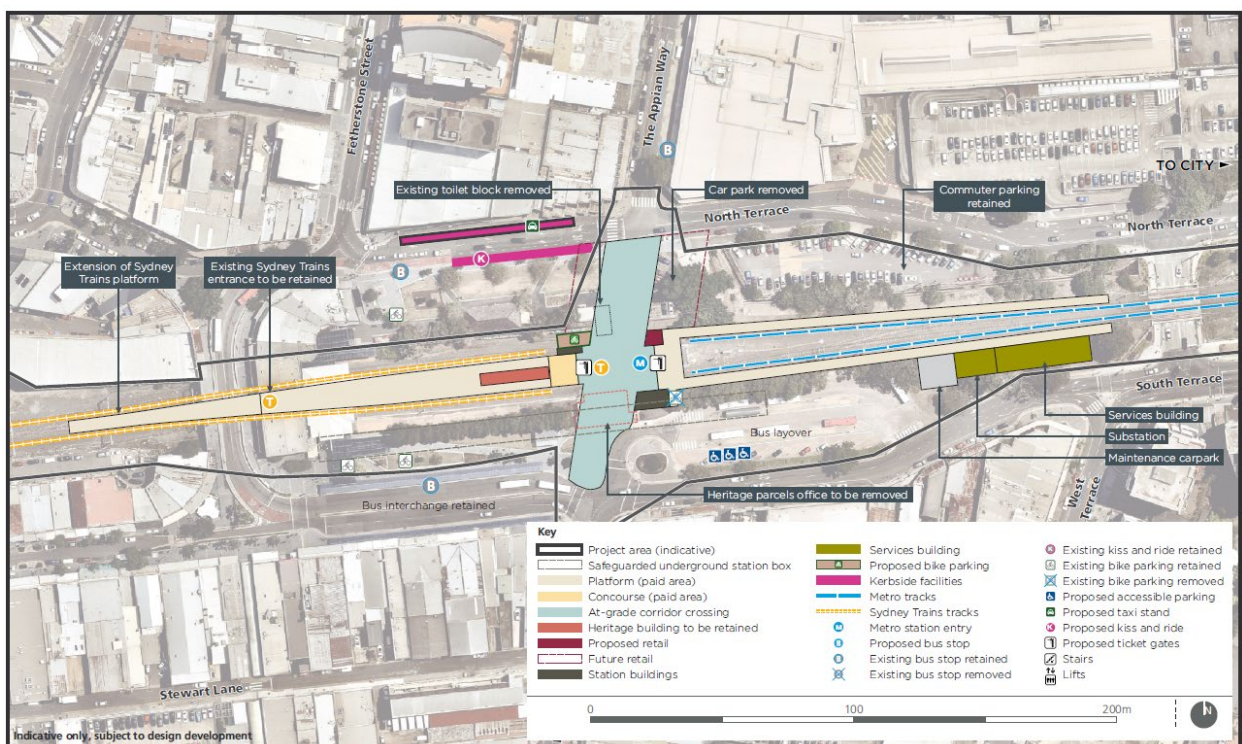 Fetherstone Street
The Appian Way
B
TO CITY
Existing toilet block removed
Car park removed
Commuter parking
retained
North Terrace
North Terrace
Extension of Sydney
Trains platform
Existing Sydney Trains
entrance to be retained
B
K
T
M
T
South Terrace
Services building
Substation
Maintenance carpark
Bus layover
West Terrace
B
Bus interchange retained
Heritage parcels office to be removed
Key
Project area (indicative)
Safeguarded underground station box
Platform (paid area)
Concourse (paid area)
At-grade corridor crossing
Heritage building to be retained
Proposed retail
Future retail
Station buildings
Services building
Proposed bike parking
Kerbside facilities
Metro tracks
Sydney Trains tracks
M Metro station entry
B Proposed bus stop
B Existing bus stop retained
B Existing bus stop removed
K Existing kiss and ride retained
Existing bike parking retained
Existing bike parking removed
Proposed accessible parking
Proposed taxi stand
K Proposed kiss and ride
Proposed ticket gates
Stairs
Lifts
Stewart Lane
0 100 200m
N
Indicative only, subject to design development